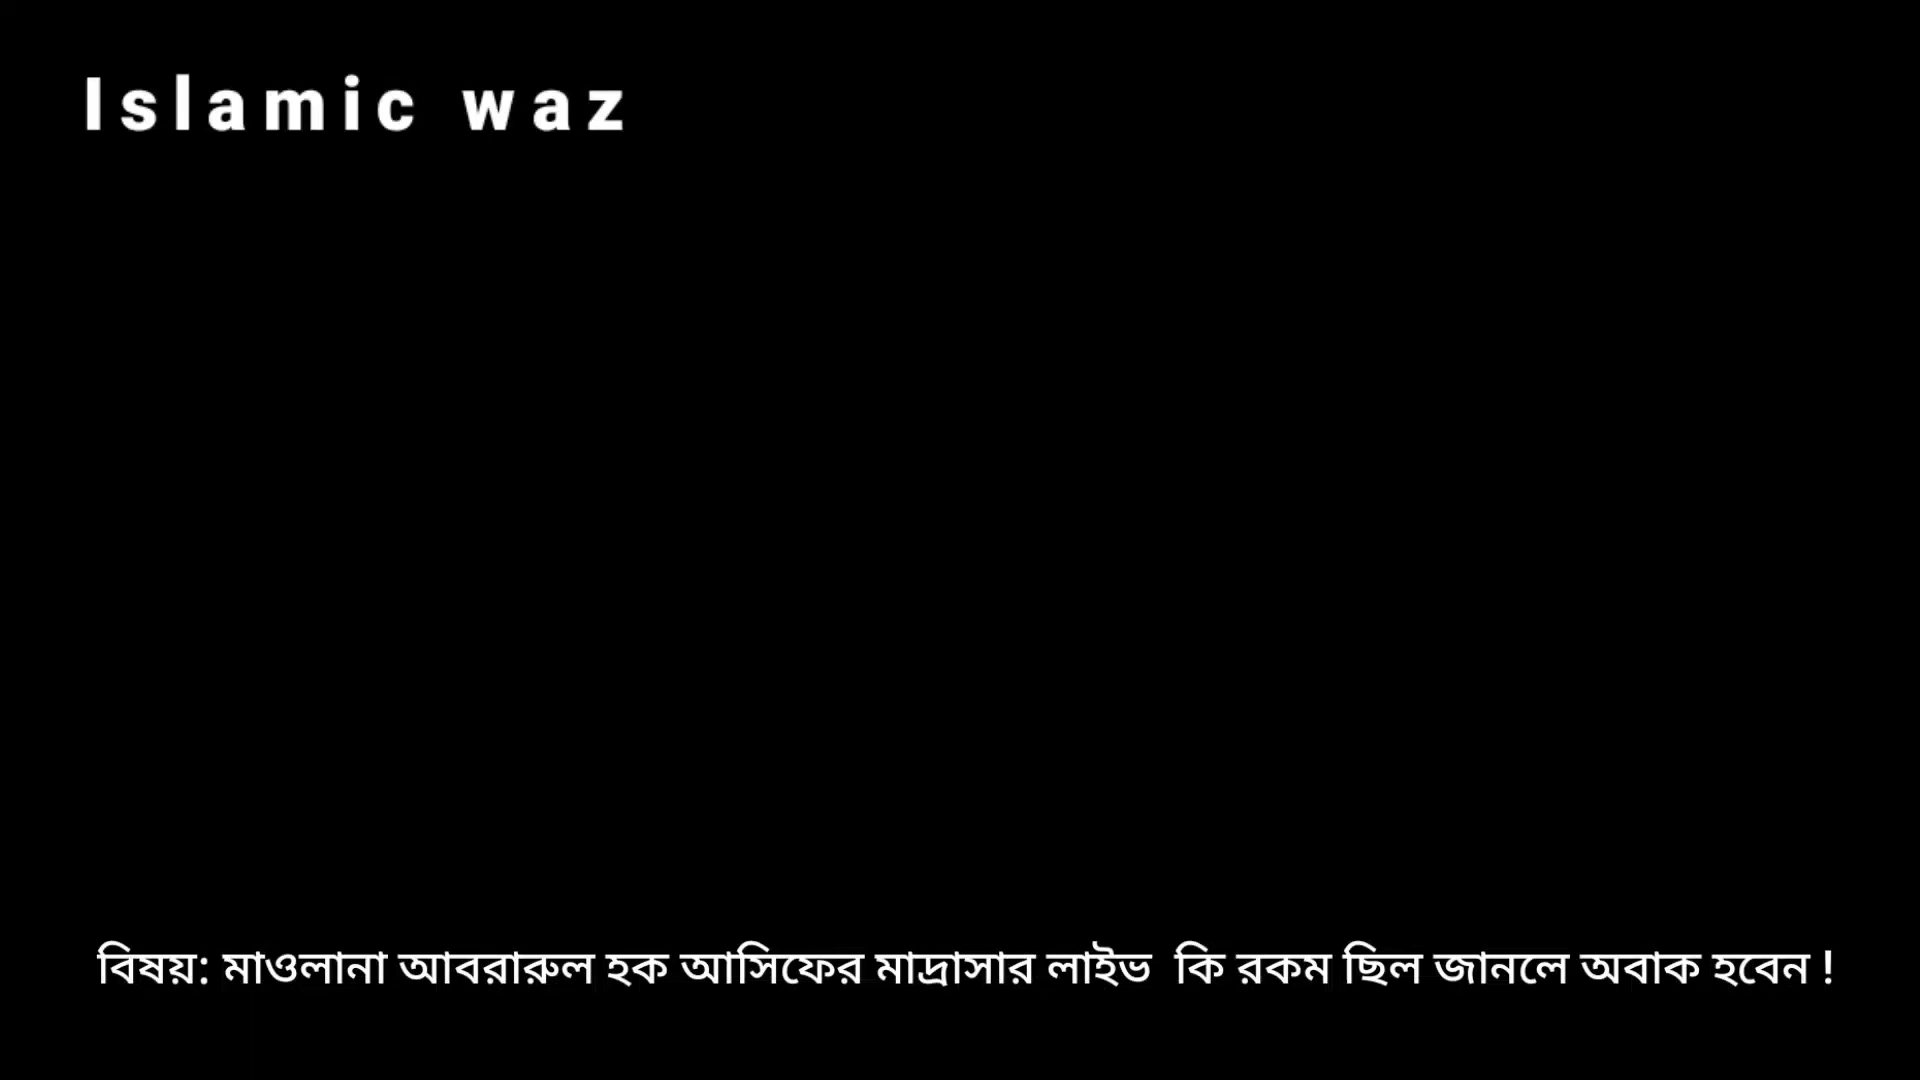 Islamic waz
বিষয়: মাওলানা আবরারুল হক আসিফের মাদ্রাসার লাইভ কি রকম ছিল জানলে অবাক হবেন !